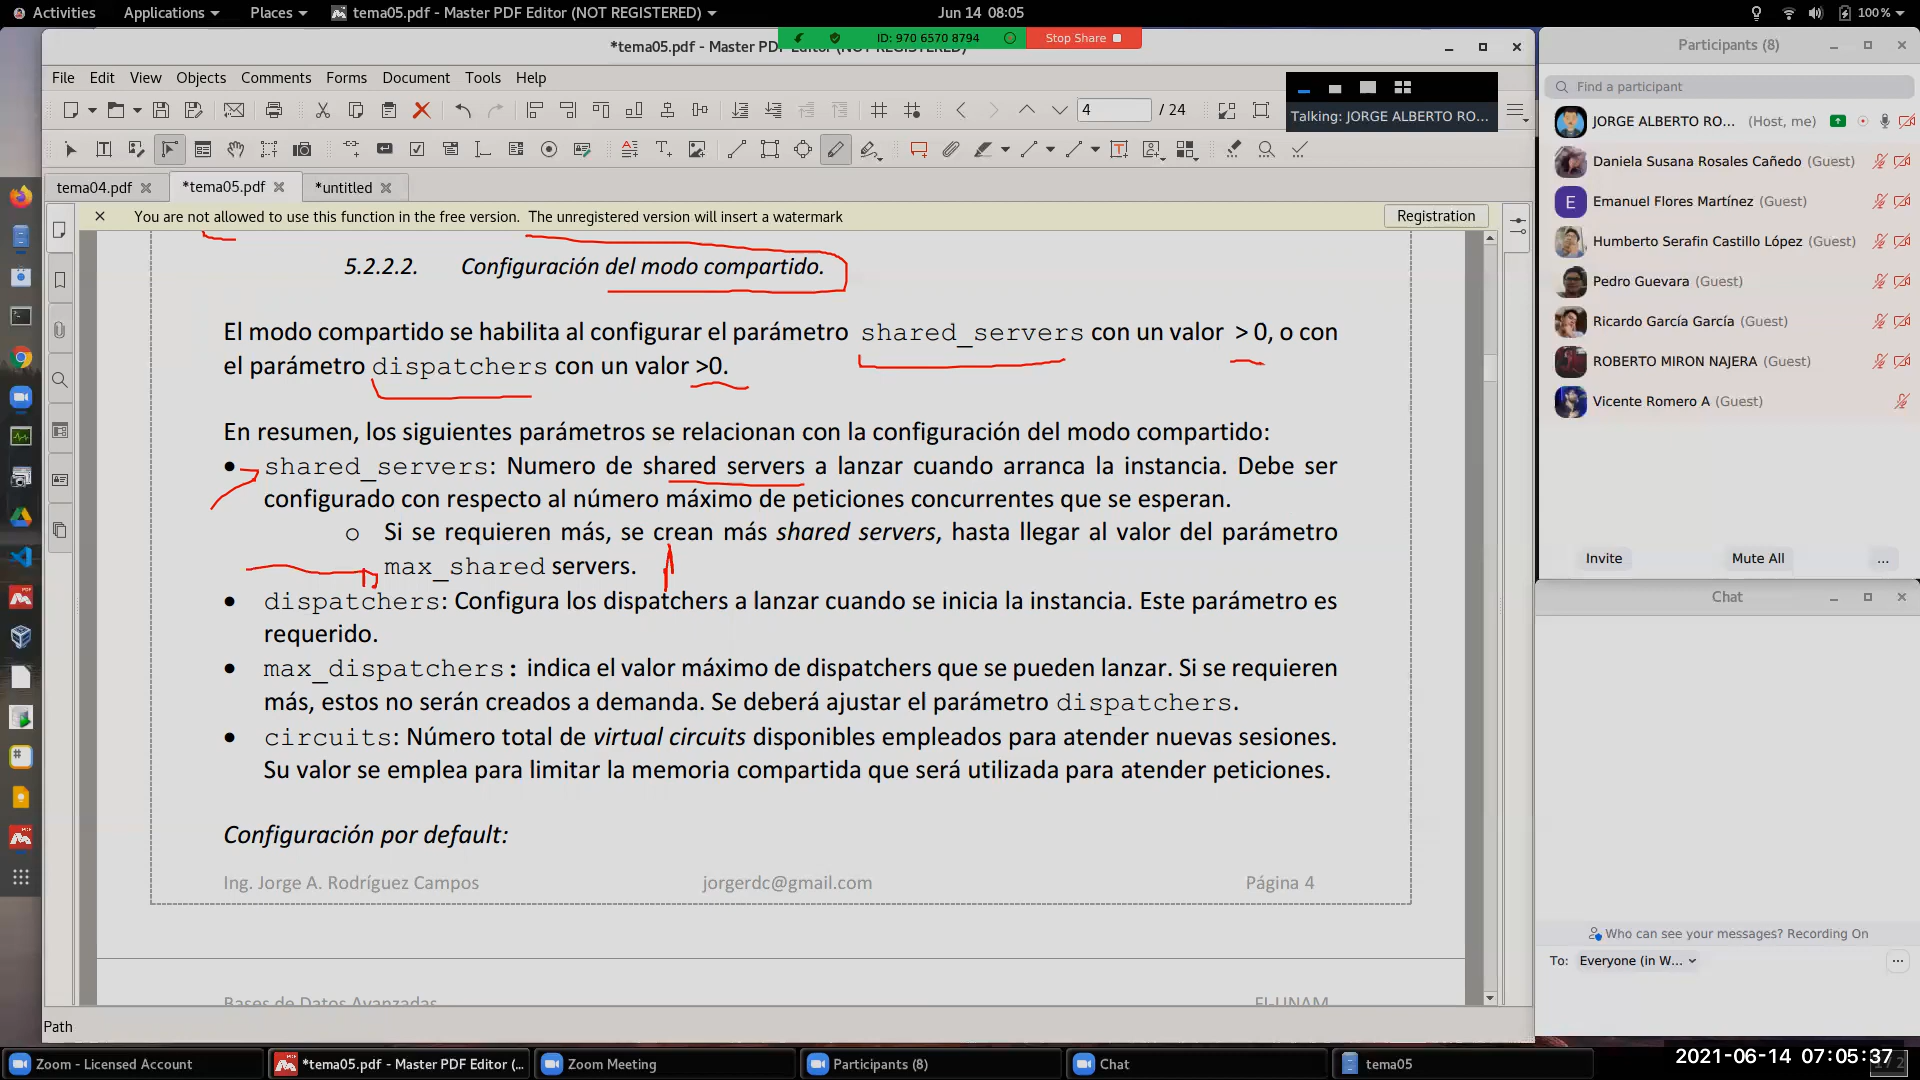 Activities Applications Places tema05.pdf - Master PDF Editor (NOT REGISTERED) Jun 14 08:05 100%
*tema05.pdf - Master PDF Editor (NOT REGISTERED)
ID: 970 6570 8794 Stop Share
File Edit View Objects Comments Forms Document Tools Help
4 / 24
Talking: JORGE ALBERTO RO...
tema04.pdf *tema05.pdf *untitled
You are not allowed to use this function in the free version. The unregistered version will insert a watermark Registration
5.2.2.2. Configuración del modo compartido.
El modo compartido se habilita al configurar el parámetro shared_servers con un valor > 0, o con
el parámetro dispatchers con un valor >0.
En resumen, los siguientes parámetros se relacionan con la configuración del modo compartido:
• shared_servers: Numero de shared servers a lanzar cuando arranca la instancia. Debe ser
configurado con respecto al número máximo de peticiones concurrentes que se esperan.
o Si se requieren más, se crean más shared servers, hasta llegar al valor del parámetro
max_shared servers.
• dispatchers: Configura los dispatchers a lanzar cuando se inicia la instancia. Este parámetro es
requerido.
• max_dispatchers: indica el valor máximo de dispatchers que se pueden lanzar. Si se requieren
más, estos no serán creados a demanda. Se deberá ajustar el parámetro dispatchers.
• circuits: Número total de virtual circuits disponibles empleados para atender nuevas sesiones.
Su valor se emplea para limitar la memoria compartida que será utilizada para atender peticiones.
Configuración por default:
Ing. Jorge A. Rodríguez Campos jorgerdc@gmail.com Página 4
Bases de Datos Avanzadas FI-UNAM
Path
Participants (8)
Find a participant
JORGE ALBERTO RO... (Host, me)
Daniela Susana Rosales Cañedo (Guest)
E Emanuel Flores Martínez (Guest)
Humberto Serafin Castillo López (Guest)
Pedro Guevara (Guest)
Ricardo García García (Guest)
ROBERTO MIRON NAJERA (Guest)
Vicente Romero A (Guest)
Invite Mute All ...
Chat
Who can see your messages? Recording On
To: Everyone (in W...
Zoom - Licensed Account *tema05.pdf - Master PDF Editor (... Zoom Meeting Participants (8) Chat tema05
2021-06-14 07:05:37